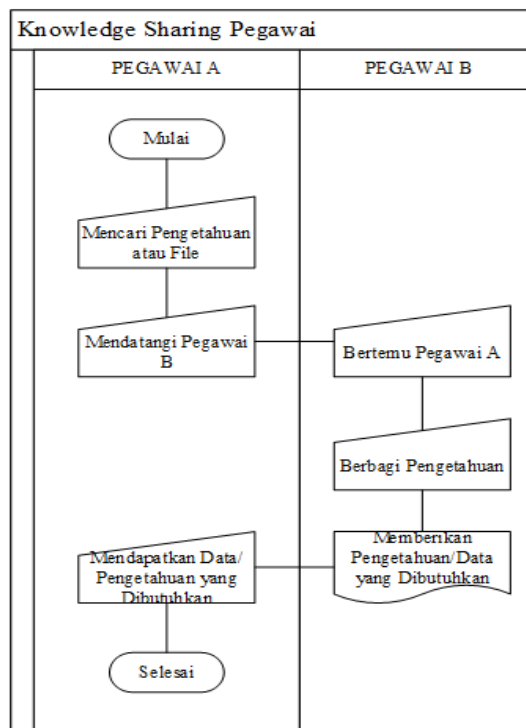 Knowledge Sharing Pegawai
PEGAWAI A
PEGAWAI B
Mulai
Mencari Pengetahuan
atau File
Mendatangi Pegawai
B
Bertemu Pegawai A
Berbagi Pengetahuan
Memberikan
Pengetahuan/Data
yang Dibutuhkan
Mendapatkan Data/
Pengetahuan yang
Dibutuhkan
Selesai